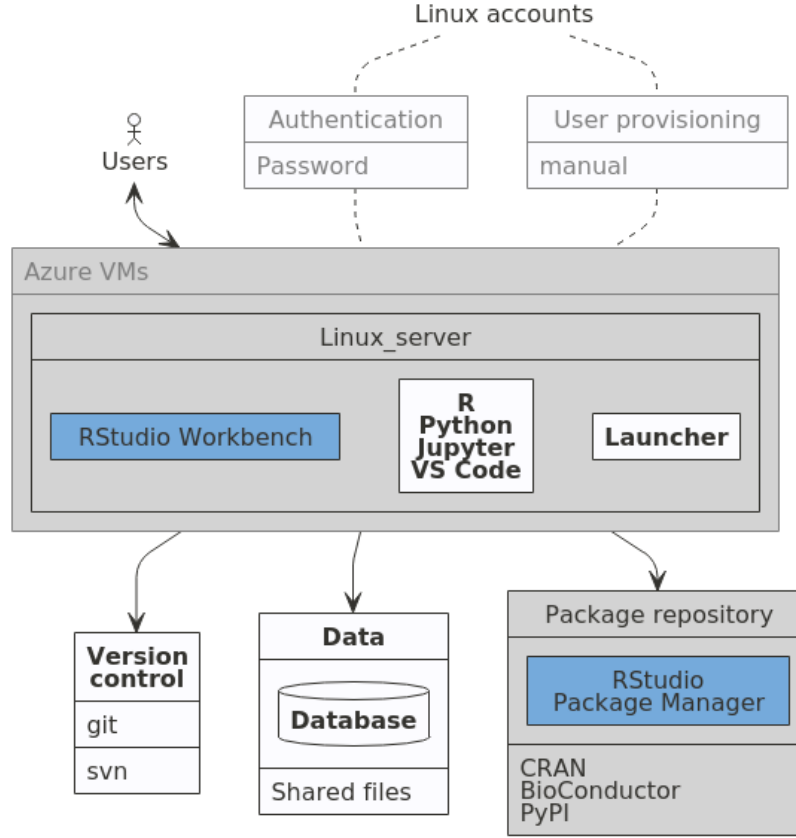 Linux accounts
Authentication
Password
User provisioning
manual
Users
Azure VMs
Linux_server
RStudio Workbench
R
Python
Jupyter
VS Code
Launcher
Version
control
git
svn
Data
Database
Shared files
Package repository
RStudio
Package Manager
CRAN
BioConductor
PyPI